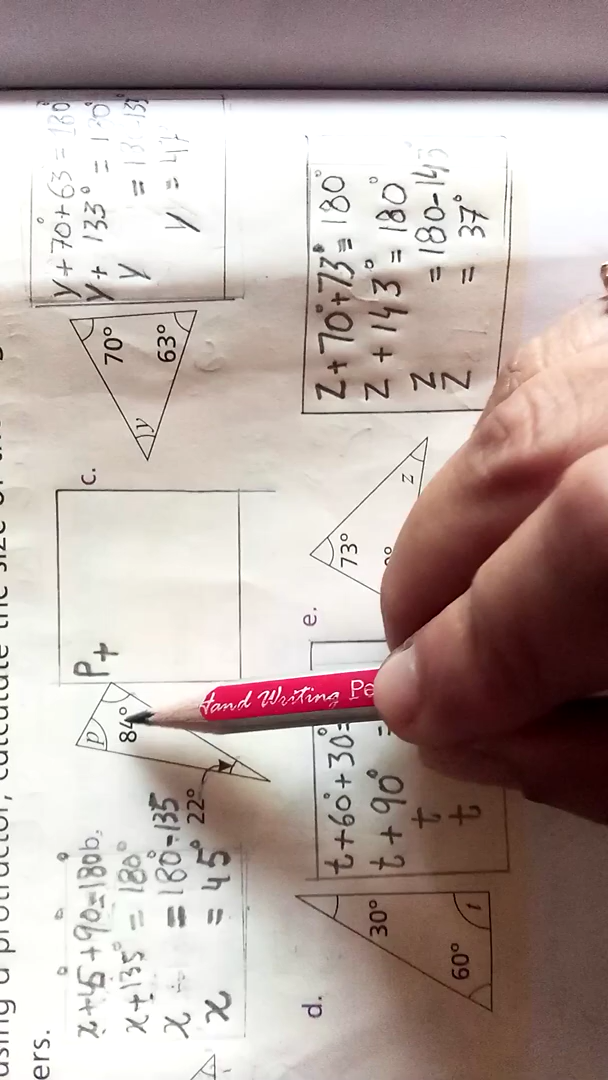 ers.
x+45°+90°=180°
x+135° = 180°
x = 180°-135
x = 45°
b.
P+
p
84°
22°
c.
y
70°
63°
y+70°+63°=180°
y+ 133° = 180°
y
y = 47
d.
30°
60°
t
t+60°+30°=
t+90° =
t
t
Hand Writing Pe
e.
73°
z
Z+70°+73°=180°
Z+143°=180°
Z =180-143
Z = 37°